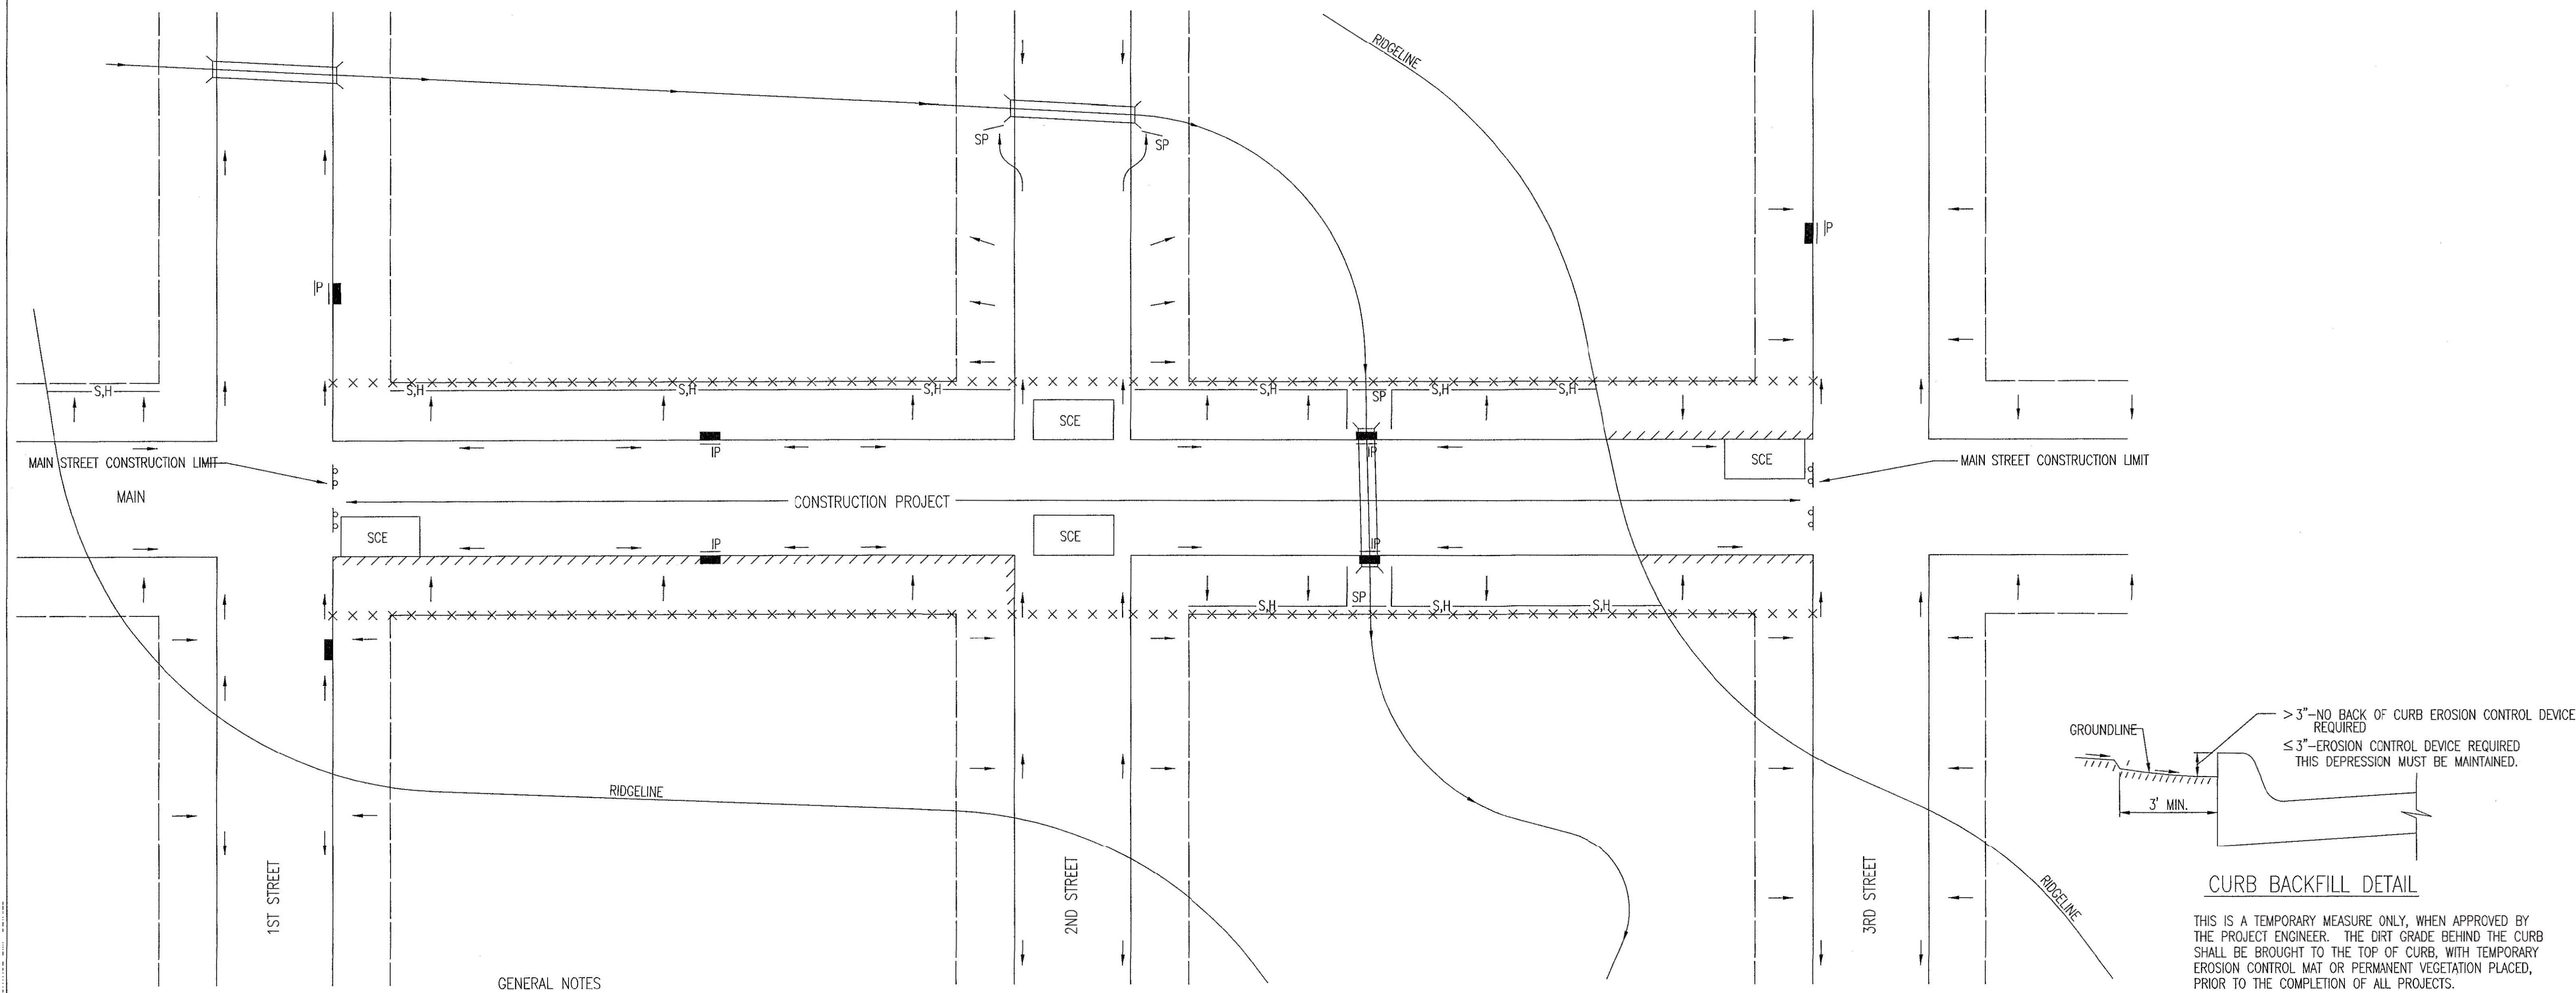 RIDGELINE
SP
SP
IP
IP
S,H
S,H
S,H
S,H
S,H
SP
S,H
S,H
SCE
IP
IP
MAIN STREET CONSTRUCTION LIMIT
SCE
MAIN STREET CONSTRUCTION LIMIT
MAIN
CONSTRUCTION PROJECT
SCE
SCE
IP
IP
S,H
SP
S,H
S,H
RIDGELINE
GROUNDLINE
>3"-NO BACK OF CURB EROSION CONTROL DEVICE
REQUIRED
≤3"-EROSION CONTROL DEVICE REQUIRED
THIS DEPRESSION MUST BE MAINTAINED.
3' MIN.
1ST STREET
2ND STREET
3RD STREET
RIDGELINE
CURB BACKFILL DETAIL
THIS IS A TEMPORARY MEASURE ONLY, WHEN APPROVED BY
THE PROJECT ENGINEER. THE DIRT GRADE BEHIND THE CURB
SHALL BE BROUGHT TO THE TOP OF CURB, WITH TEMPORARY
EROSION CONTROL MAT OR PERMANENT VEGETATION PLACED,
PRIOR TO THE COMPLETION OF ALL PROJECTS.
GENERAL NOTES